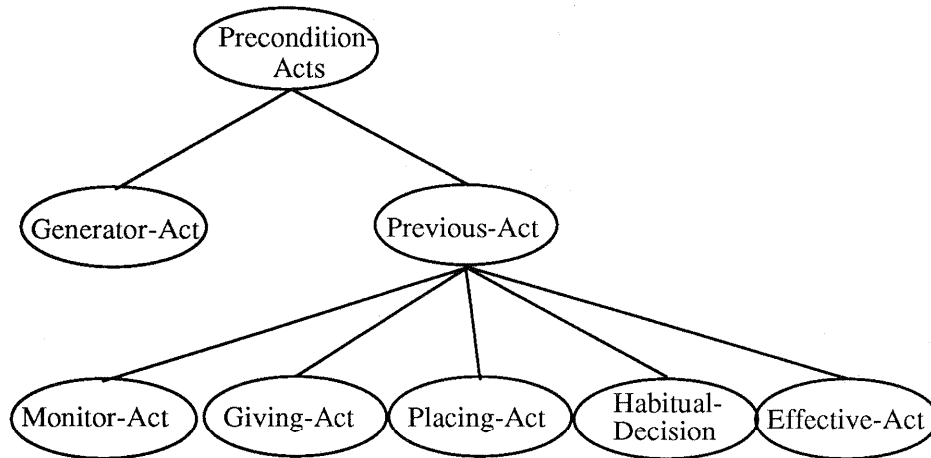 Precondition-
Acts
Generator-Act
Previous-Act
Monitor-Act
Giving-Act
Placing-Act
Habitual-
Decision
Effective-Act